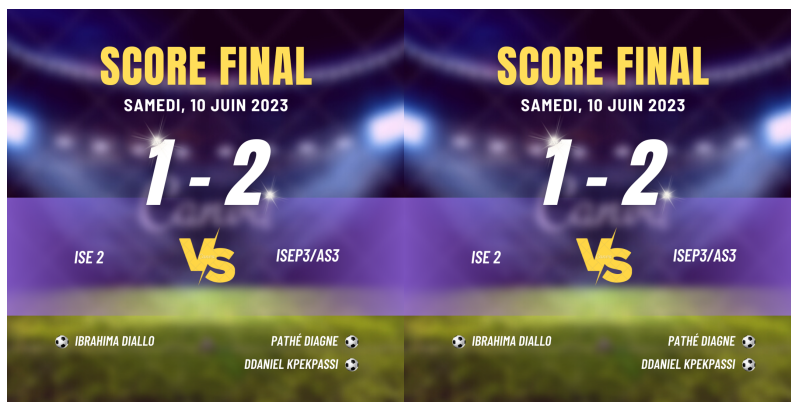 SCORE FINAL
SAMEDI, 10 JUIN 2023
1 - 2
Canva
ISE 2
VS
ISEP3/AS3
IBRAHIMA DIALLO
PATHÉ DIAGNE
DDANIEL KPEKPASSI
SCORE FINAL
SAMEDI, 10 JUIN 2023
1 - 2
Canva
ISE 2
VS
ISEP3/AS3
IBRAHIMA DIALLO
PATHÉ DIAGNE
DDANIEL KPEKPASSI